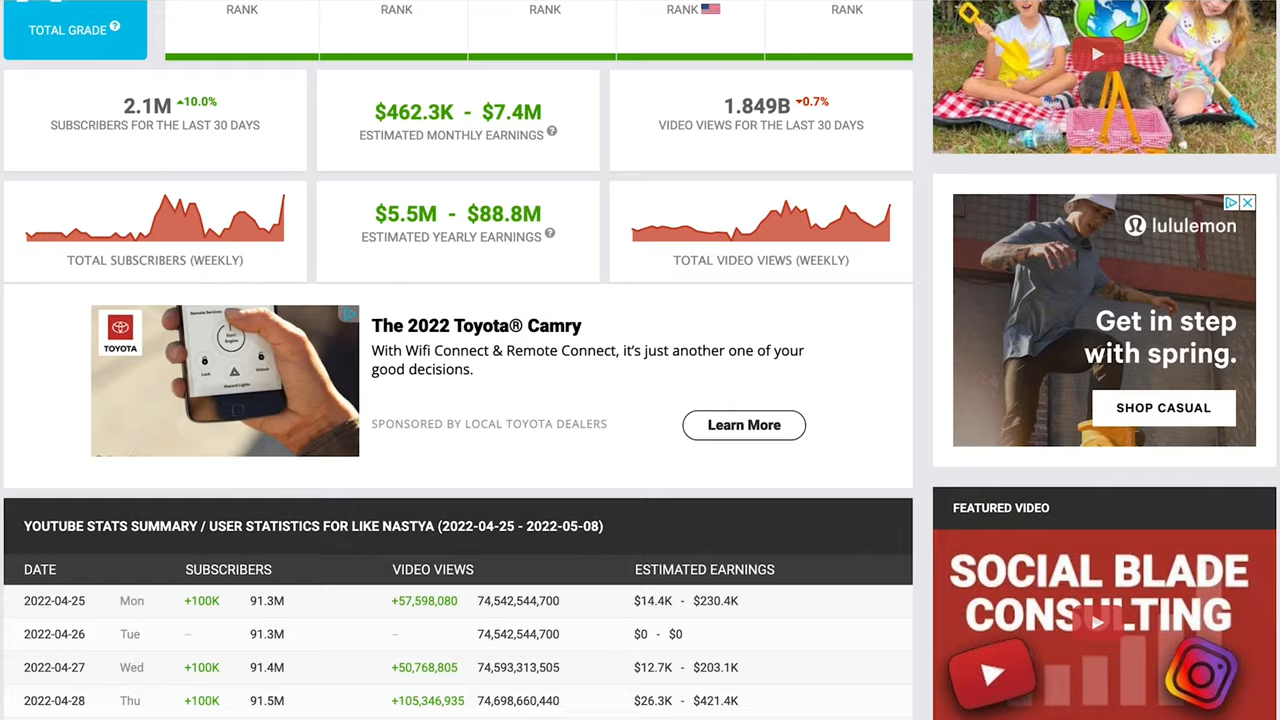 RANK
RANK
RANK
RANK
RANK
TOTAL GRADE
2.1M 10.0%
SUBSCRIBERS FOR THE LAST 30 DAYS
$462.3K - $7.4M
ESTIMATED MONTHLY EARNINGS
1.849B 0.7%
VIDEO VIEWS FOR THE LAST 30 DAYS
TOTAL SUBSCRIBERS (WEEKLY)
$5.5M - $88.8M
ESTIMATED YEARLY EARNINGS
TOTAL VIDEO VIEWS (WEEKLY)
TOYOTA
Remote Services
Start
Engine
Lock
Unlock
Hazard Lights
The 2022 Toyota® Camry
With Wifi Connect & Remote Connect, it's just another one of your
good decisions.
SPONSORED BY LOCAL TOYOTA DEALERS
Learn More
lululemon
Get in step
with spring.
SHOP CASUAL
YOUTUBE STATS SUMMARY / USER STATISTICS FOR LIKE NASTYA (2022-04-25 - 2022-05-08)
DATE SUBSCRIBERS VIDEO VIEWS ESTIMATED EARNINGS
2022-04-25 Mon +100K 91.3M +57,598,080 74,542,544,700 $14.4K - $230.4K
2022-04-26 Tue -- 91.3M -- 74,542,544,700 $0 - $0
2022-04-27 Wed +100K 91.4M +50,768,805 74,593,313,505 $12.7K - $203.1K
2022-04-28 Thu +100K 91.5M +105,346,935 74,698,660,440 $26.3K - $421.4K
FEATURED VIDEO
SOCIAL BLADE
CONSULTING